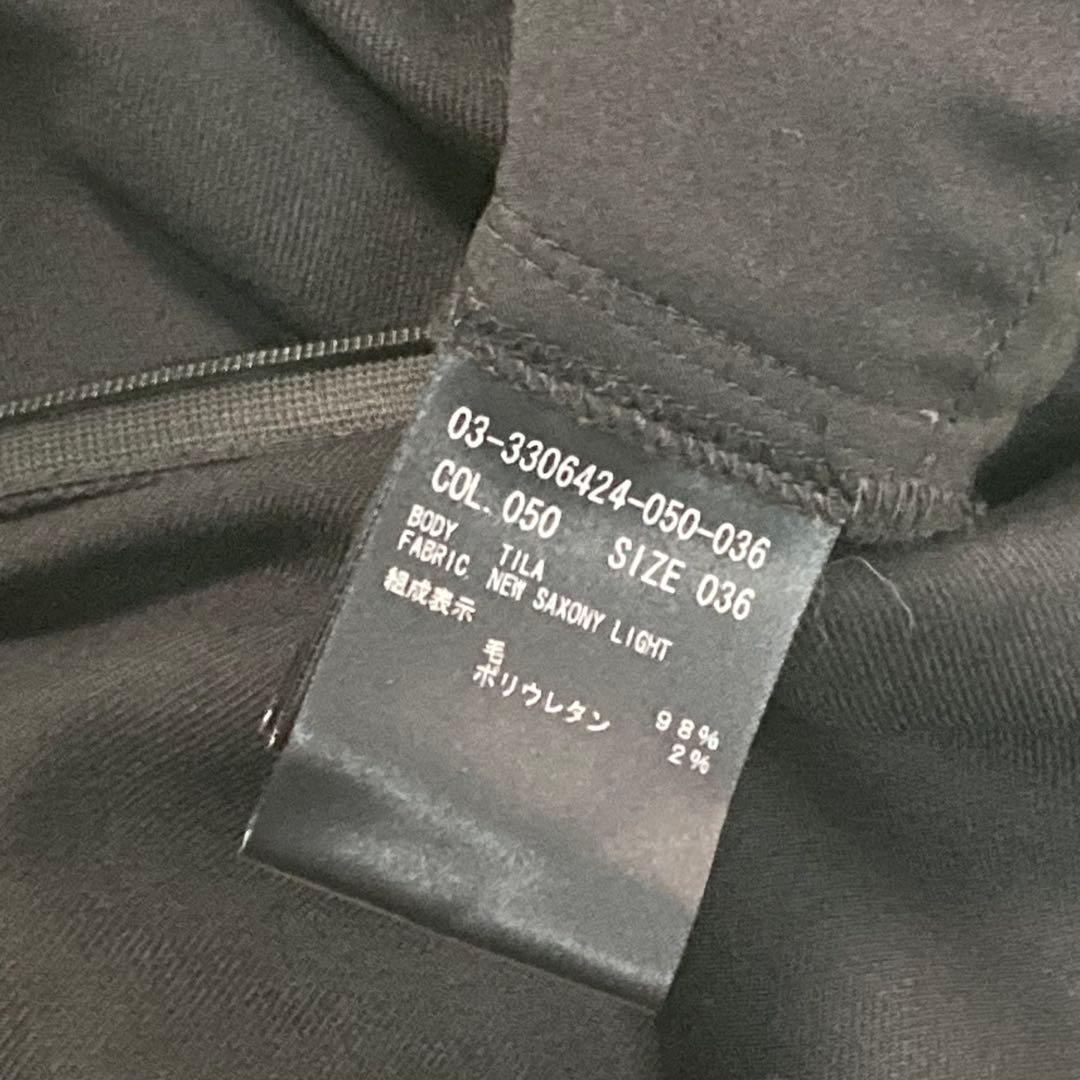 03-3306424-050-036
COL. 050 SIZE 036
BODY TILA
FABRIC NEW SAXONY LIGHT
組成表示
毛 98%
ポリウレタン 2%